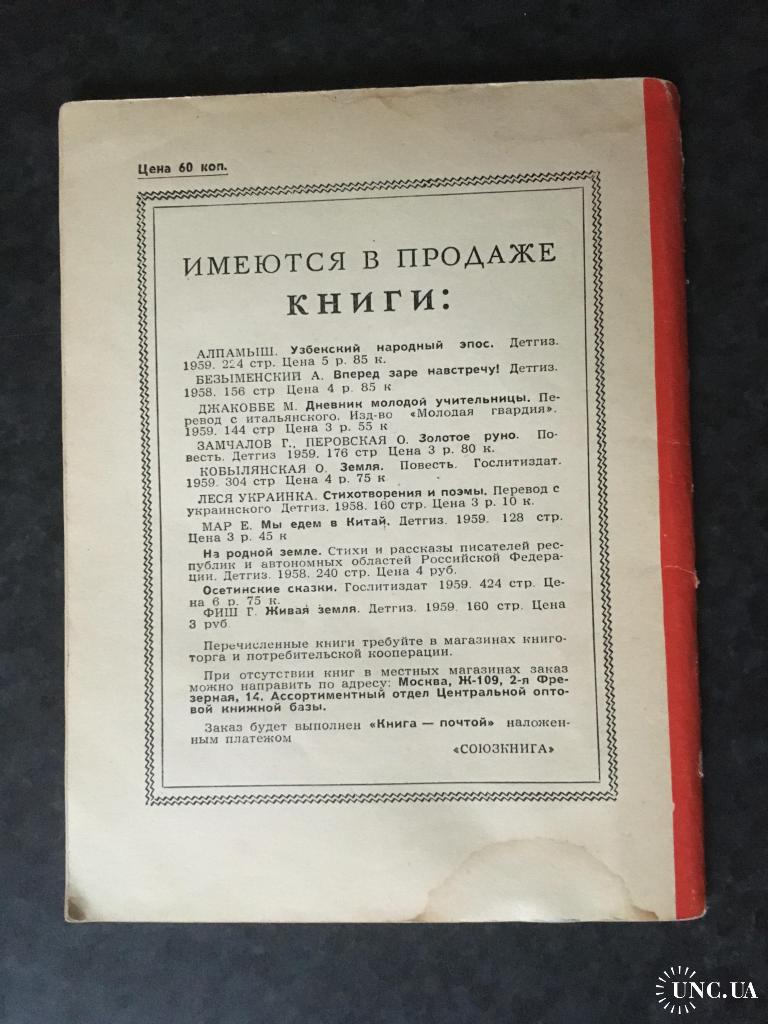 Цена 60 коп.
ИМЕЮТСЯ В ПРОДАЖЕ
КНИГИ:
АЛПАМЫШ. Узбекский народный эпос. Детгиз.
1959. 224 стр. Цена 5 р. 85 к.
БЕЗЫМЕНСКИЙ А. Вперед заре навстречу! Детгиз.
1958. 156 стр Цена 4 р. 85 к
ДЖАКОББЕ М. Дневник молодой учительницы. Пе-
ревод с итальянского. Изд-во «Молодая гвардия».
1959. 144 стр Цена 3 р. 55 к
ЗАМЧАЛОВ Г., ПЕРОВСКАЯ О. Золотое руно. По-
весть. Детгиз 1959. 176 стр Цена 3 р. 80 к.
КОБЫЛЯНСКАЯ О. Земля. Повесть. Гослитиздат.
1959. 304 стр Цена 4 р. 75 к
ЛЕСЯ УКРАИНКА. Стихотворения и поэмы. Перевод с
украинского Детгиз. 1958. 160 стр. Цена 3 р. 10 к.
МАР Е. Мы едем в Китай. Детгиз. 1959. 128 стр.
Цена 3 р. 45 к
На родной земле. Стихи и рассказы писателей рес-
публик и автономных областей Российской Федера-
ции. Детгиз. 1958. 240 стр. Цена 4 руб.
Осетинские сказки. Гослитиздат 1959. 424 стр. Це-
на 6 р. 75 к.
ФИШ Г. Живая земля. Детгиз. 1959. 160 стр. Цена
3 руб
Перечисленные книги требуйте в магазинах книго-
торга и потребительской кооперации.
При отсутствии книг в местных магазинах заказ
можно направить по адресу: Москва, Ж-109, 2-я Фре-
зерная, 14. Ассортиментный отдел Центральной опто-
вой книжной базы.
Заказ будет выполнен «Книга — почтой» наложен-
ным платежом
«СОЮЗКНИГА»
UNC.UA